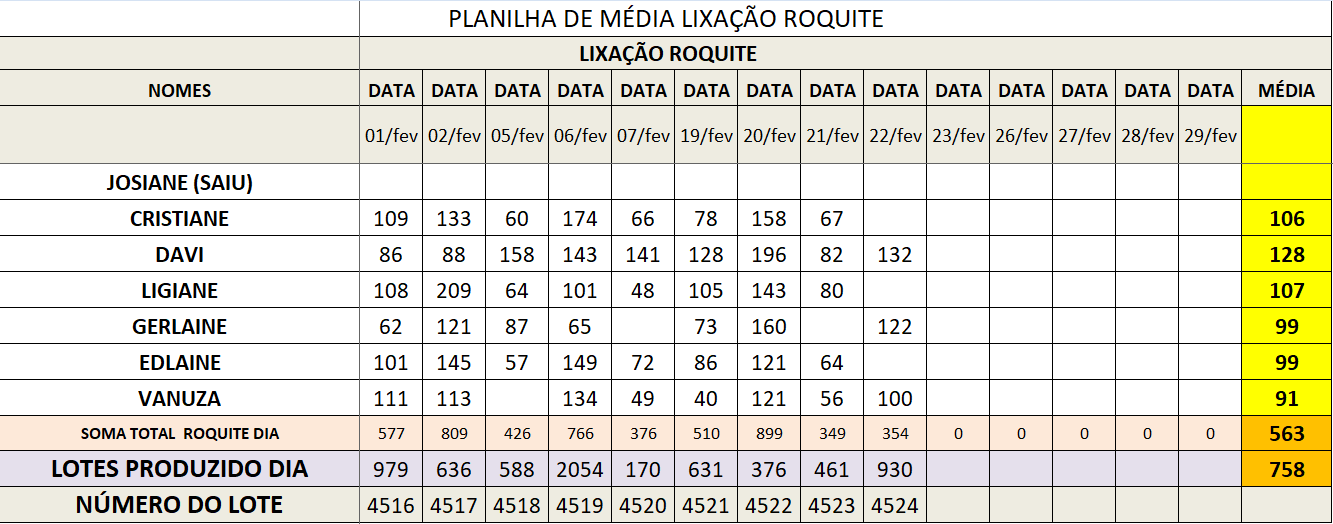 PLANILHA DE MÉDIA LIXAÇÃO ROQUITE
LIXAÇÃO ROQUITE
NOMES DATA DATA DATA DATA DATA DATA DATA DATA DATA DATA DATA DATA DATA DATA MÉDIA
01/fev 02/fev 05/fev 06/fev 07/fev 19/fev 20/fev 21/fev 22/fev 23/fev 26/fev 27/fev 28/fev 29/fev
JOSIANE (SAIU)
CRISTIANE 109 133 60 174 66 78 158 67 106
DAVI 86 88 158 143 141 128 196 82 132 128
LIGIANE 108 209 64 101 48 105 143 80 107
GERLAINE 62 121 87 65 73 160 122 99
EDLAINE 101 145 57 149 72 86 121 64 99
VANUZA 111 113 134 49 40 121 56 100 91
SOMA TOTAL ROQUITE DIA 577 809 426 766 376 510 899 349 354 0 0 0 0 0 563
LOTES PRODUZIDO DIA 979 636 588 2054 170 631 376 461 930 758
NÚMERO DO LOTE 4516 4517 4518 4519 4520 4521 4522 4523 4524